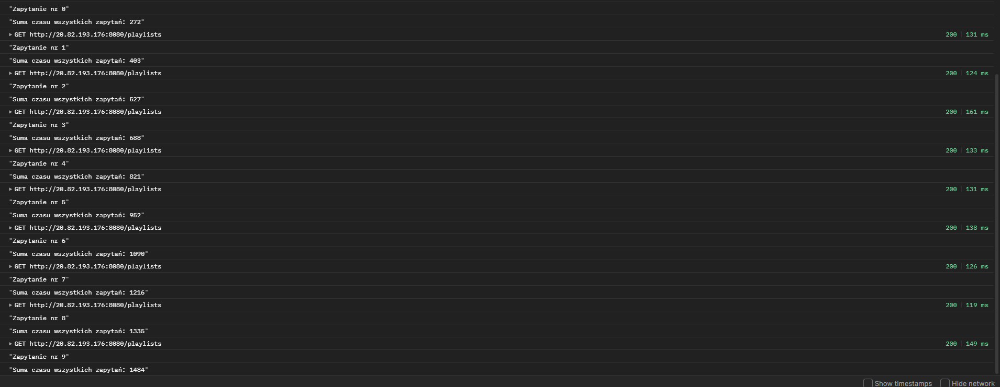 "Zapytanie nr 0"
"Suma czasu wszystkich zapytań: 272"
GET http://20.82.193.176:8080/playlists 200 131 ms
"Zapytanie nr 1"
"Suma czasu wszystkich zapytań: 403"
GET http://20.82.193.176:8080/playlists 200 124 ms
"Zapytanie nr 2"
"Suma czasu wszystkich zapytań: 527"
GET http://20.82.193.176:8080/playlists 200 161 ms
"Zapytanie nr 3"
"Suma czasu wszystkich zapytań: 688"
GET http://20.82.193.176:8080/playlists 200 133 ms
"Zapytanie nr 4"
"Suma czasu wszystkich zapytań: 821"
GET http://20.82.193.176:8080/playlists 200 131 ms
"Zapytanie nr 5"
"Suma czasu wszystkich zapytań: 952"
GET http://20.82.193.176:8080/playlists 200 138 ms
"Zapytanie nr 6"
"Suma czasu wszystkich zapytań: 1090"
GET http://20.82.193.176:8080/playlists 200 126 ms
"Zapytanie nr 7"
"Suma czasu wszystkich zapytań: 1216"
GET http://20.82.193.176:8080/playlists 200 119 ms
"Zapytanie nr 8"
"Suma czasu wszystkich zapytań: 1335"
GET http://20.82.193.176:8080/playlists 200 149 ms
"Zapytanie nr 9"
"Suma czasu wszystkich zapytań: 1484"
Show timestamps Hide network